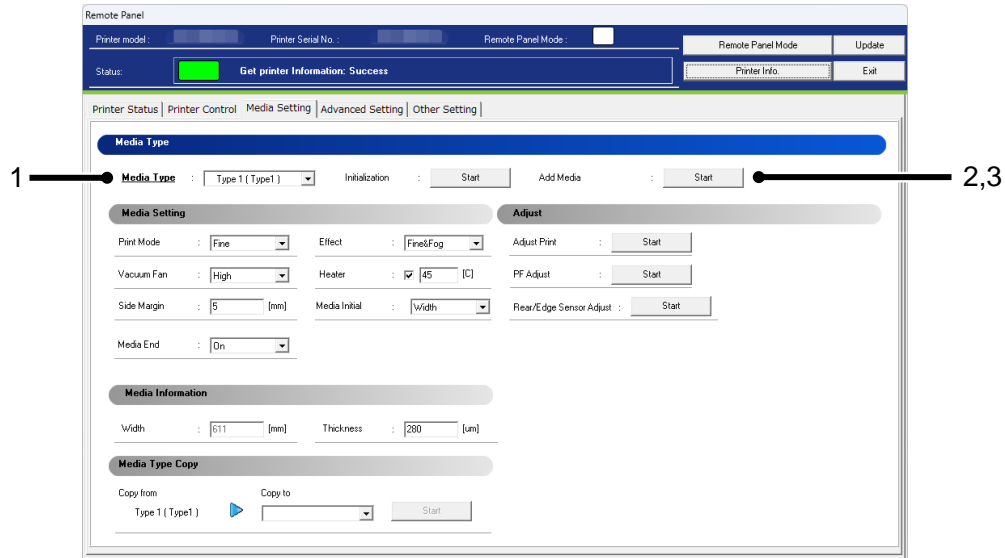 Remote Panel
Printer model : Printer Serial No. : Remote Panel Mode :
Remote Panel Mode Update
Status: Get printer Information: Success
Printer Info. Exit
Printer Status Printer Control Media Setting Advanced Setting Other Setting
Media Type
1 Media Type : Type 1 ( Type1 ) Initialization : Start Add Media : Start 2,3
Media Setting Adjust
Print Mode : Fine Effect : Fine&Fog Adjust Print : Start
Vacuum Fan : High Heater : 45 [C] PF Adjust : Start
Side Margin : 5 [mm] Media Initial : Width Rear/Edge Sensor Adjust : Start
Media End : On
Media Information
Width : 611 [mm] Thickness : 280 [um]
Media Type Copy
Copy from Copy to
Type 1 ( Type1 ) Start